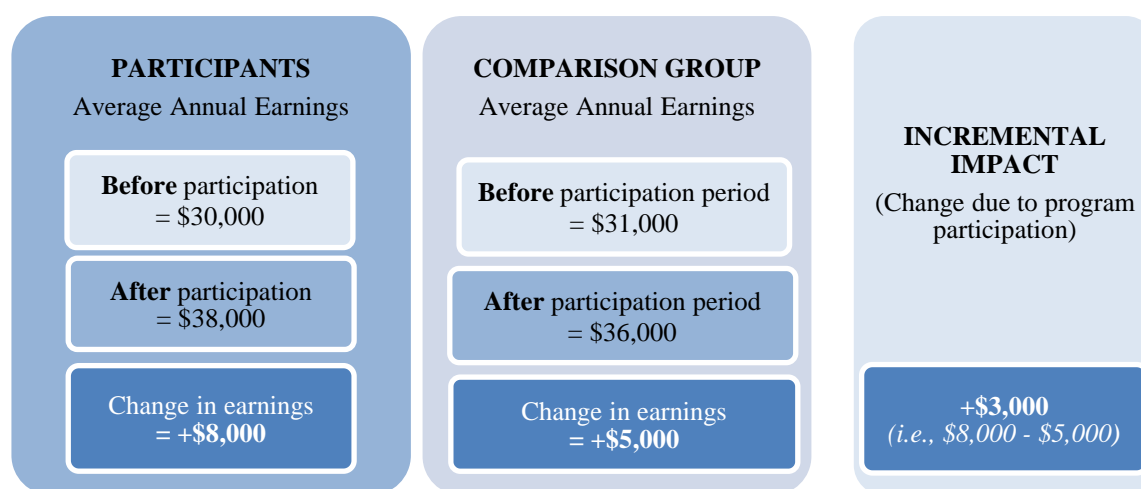 PARTICIPANTS
Average Annual Earnings
Before participation
= $30,000
After participation
= $38,000
Change in earnings
= +$8,000
COMPARISON GROUP
Average Annual Earnings
Before participation period
= $31,000
After participation period
= $36,000
Change in earnings
= +$5,000
INCREMENTAL
IMPACT
(Change due to program
participation)
+$3,000
(i.e., $8,000 - $5,000)